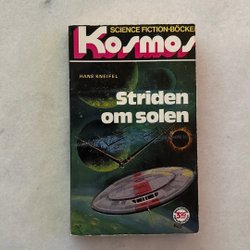 SCIENCE FICTION-BÖCKER
Kosmos
HANS KNEIFEL
Striden
om solen